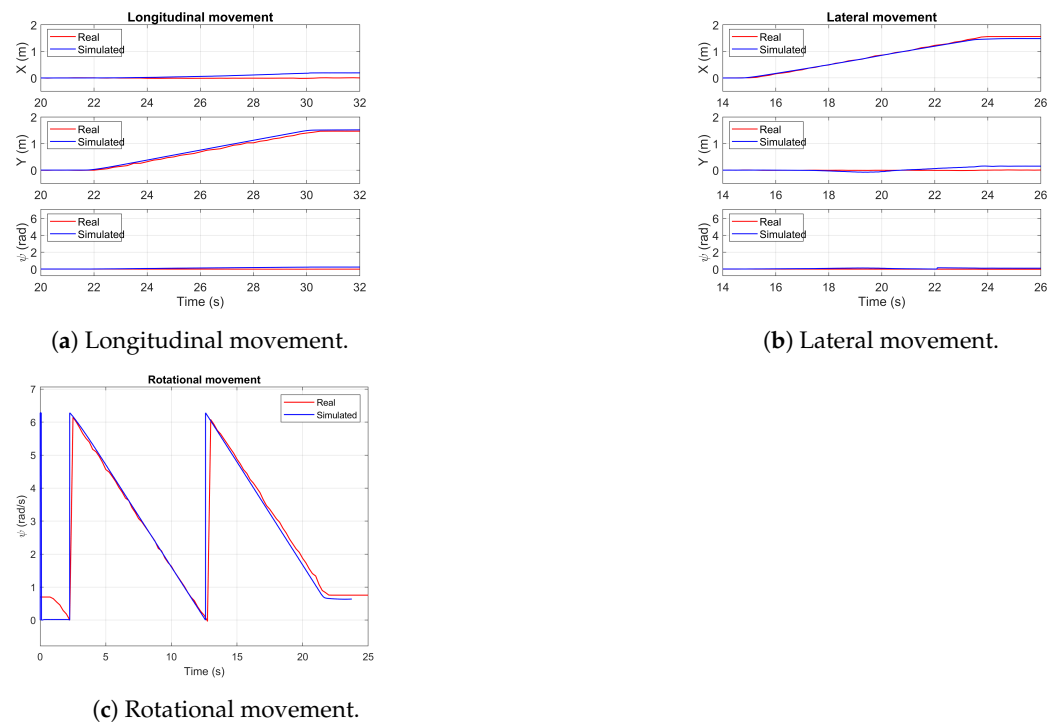 Longitudinal movement
2
1
0
X (m)
Real
Simulated
20 22 24 26 28 30 32
2
1
0
Y (m)
Real
Simulated
20 22 24 26 28 30 32
6
4
2
0
ψ (rad)
Real
Simulated
20 22 24 26 28 30 32
Time (s)
(a) Longitudinal movement.
Lateral movement
2
1
0
X (m)
Real
Simulated
14 16 18 20 22 24 26
2
1
0
Y (m)
Real
Simulated
14 16 18 20 22 24 26
6
4
2
0
ψ (rad)
Real
Simulated
14 16 18 20 22 24 26
Time (s)
(b) Lateral movement.
Rotational movement
7
6
5
4
3
2
1
0
ψ (rad/s)
Real
Simulated
0 5 10 15 20 25
Time (s)
(c) Rotational movement.